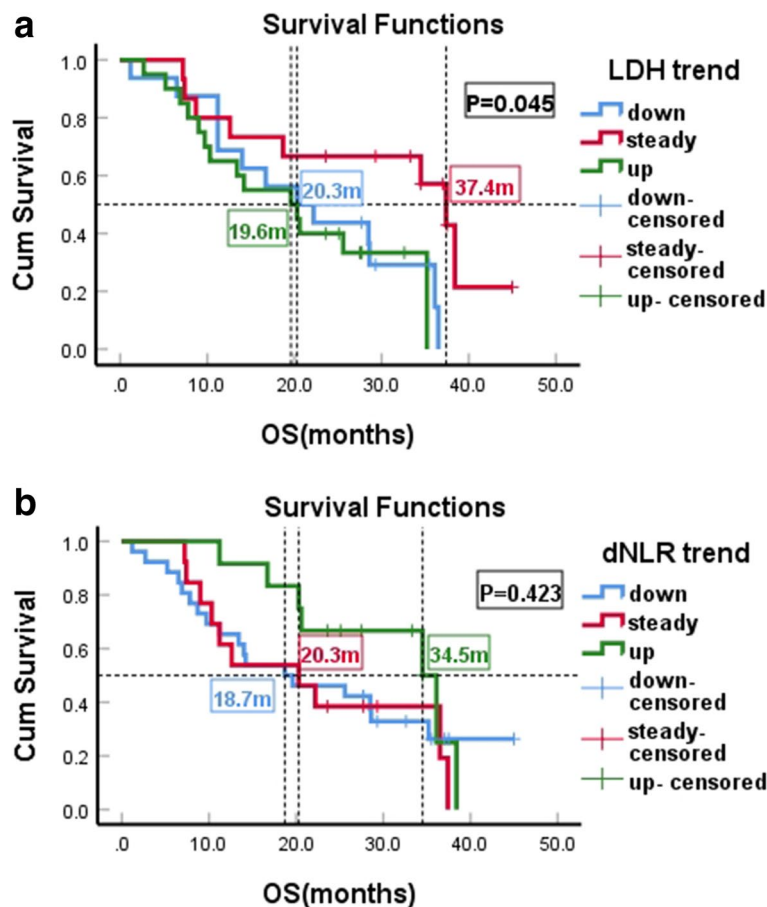 a
Survival Functions
LDH trend
down
steady
up
down-
censored
steady-
censored
up- censored
P=0.045
20.3m
37.4m
19.6m
Cum Survival
1.0
0.8
0.6
0.4
0.2
0.0
.0 10.0 20.0 30.0 40.0 50.0
OS(months)
b
Survival Functions
dNLR trend
down
steady
up
down-
censored
steady-
censored
up- censored
P=0.423
20.3m
34.5m
18.7m
Cum Survival
1.0
0.8
0.6
0.4
0.2
0.0
.0 10.0 20.0 30.0 40.0 50.0
OS(months)